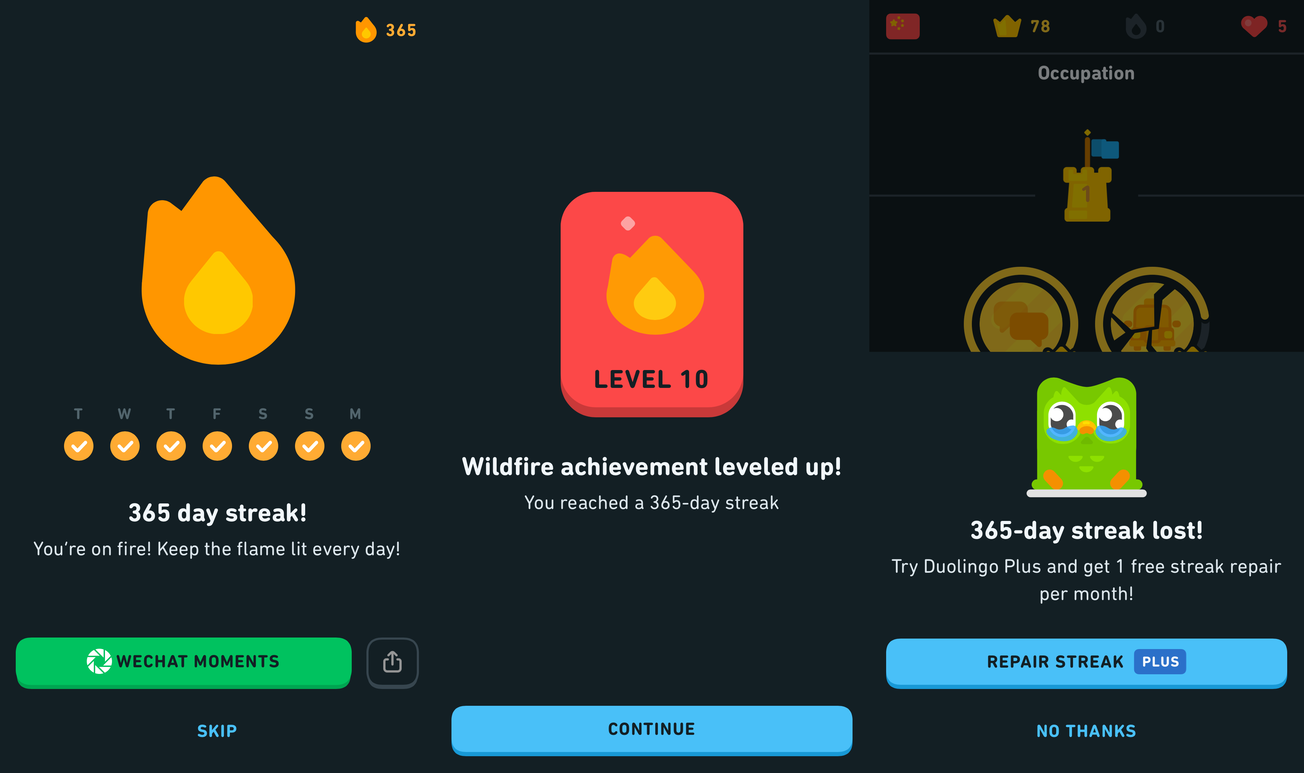 365
T W T F S S M
365 day streak!
You're on fire! Keep the flame lit every day!
WECHAT MOMENTS
SKIP
LEVEL 10
Wildfire achievement leveled up!
You reached a 365-day streak
CONTINUE
78 0 5
Occupation
1
365-day streak lost!
Try Duolingo Plus and get 1 free streak repair
per month!
REPAIR STREAK PLUS
NO THANKS